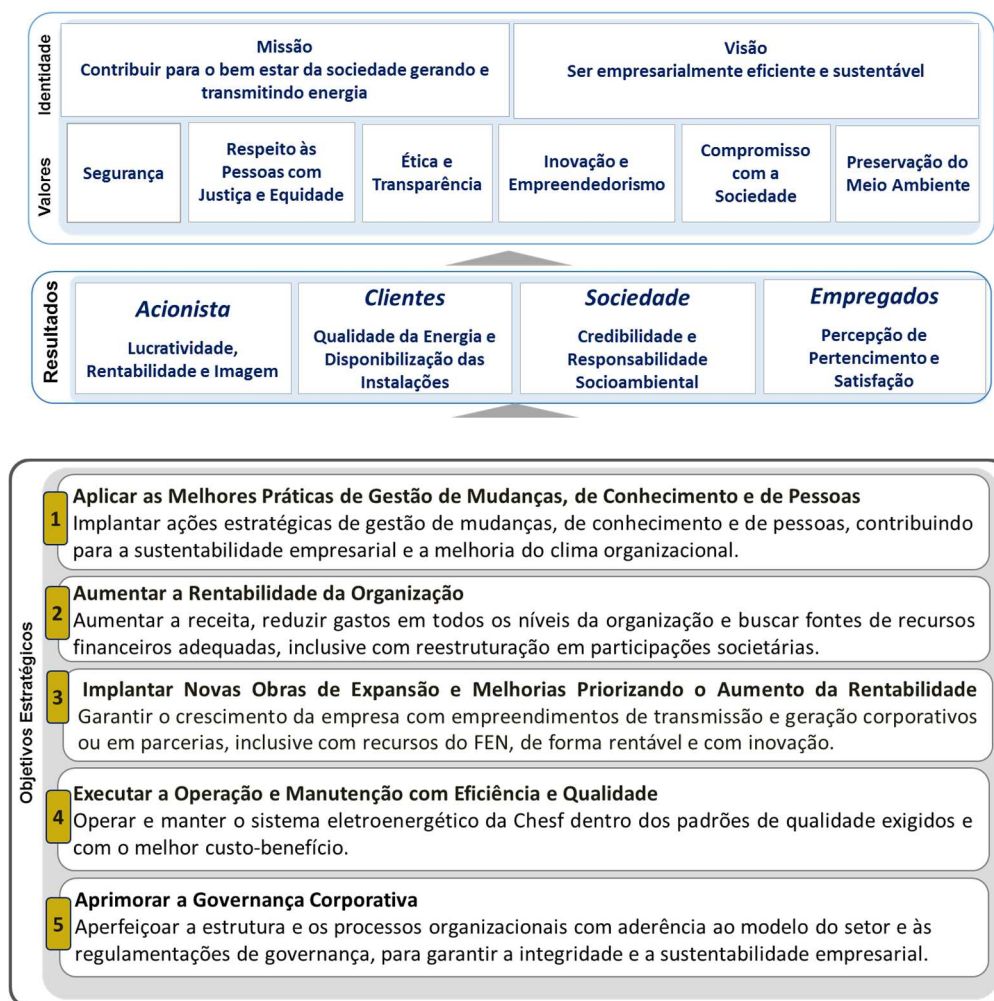 Identidade
Missão
Contribuir para o bem estar da sociedade gerando e
transmitindo energia
Visão
Ser empresarialmente eficiente e sustentável
Valores
Segurança
Respeito às
Pessoas com
Justiça e Equidade
Ética e
Transparência
Inovação e
Empreendedorismo
Compromisso
com a
Sociedade
Preservação do
Meio Ambiente
Resultados
Acionista
Lucratividade,
Rentabilidade e Imagem
Clientes
Qualidade da Energia e
Disponibilização das
Instalações
Sociedade
Credibilidade e
Responsabilidade
Socioambiental
Empregados
Percepção de
Pertencimento e
Satisfação
Objetivos Estratégicos
1
Aplicar as Melhores Práticas de Gestão de Mudanças, de Conhecimento e de Pessoas
Implantar ações estratégicas de gestão de mudanças, de conhecimento e de pessoas, contribuindo
para a sustentabilidade empresarial e a melhoria do clima organizacional.
2
Aumentar a Rentabilidade da Organização
Aumentar a receita, reduzir gastos em todos os níveis da organização e buscar fontes de recursos
financeiros adequadas, inclusive com reestruturação em participações societárias.
3
Implantar Novas Obras de Expansão e Melhorias Priorizando o Aumento da Rentabilidade
Garantir o crescimento da empresa com empreendimentos de transmissão e geração corporativos
ou em parcerias, inclusive com recursos do FEN, de forma rentável e com inovação.
4
Executar a Operação e Manutenção com Eficiência e Qualidade
Operar e manter o sistema eletroenergético da Chesf dentro dos padrões de qualidade exigidos e
com o melhor custo-benefício.
5
Aprimorar a Governança Corporativa
Aperfeiçoar a estrutura e os processos organizacionais com aderência ao modelo do setor e às
regulamentações de governança, para garantir a integridade e a sustentabilidade empresarial.